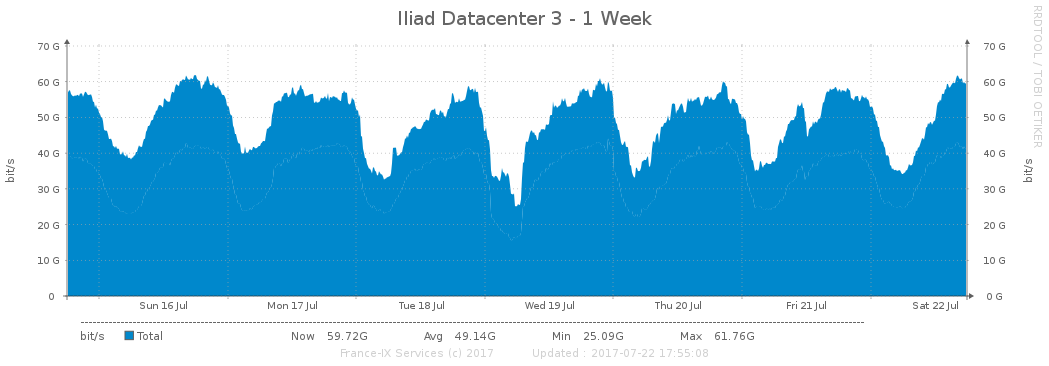 Iliad Datacenter 3 - 1 Week
RRDTOOL / TOBI OETIKER
70 G 70 G
60 G 60 G
50 G 50 G
40 G 40 G
30 G 30 G
20 G 20 G
10 G 10 G
0 0 G
bit/s bit/s
Sun 16 Jul Mon 17 Jul Tue 18 Jul Wed 19 Jul Thu 20 Jul Fri 21 Jul Sat 22 Jul
bit/s Total Now 59.72G Avg 49.14G Min 25.09G Max 61.76G
France-IX Services (c) 2017 Updated : 2017-07-22 17:55:08